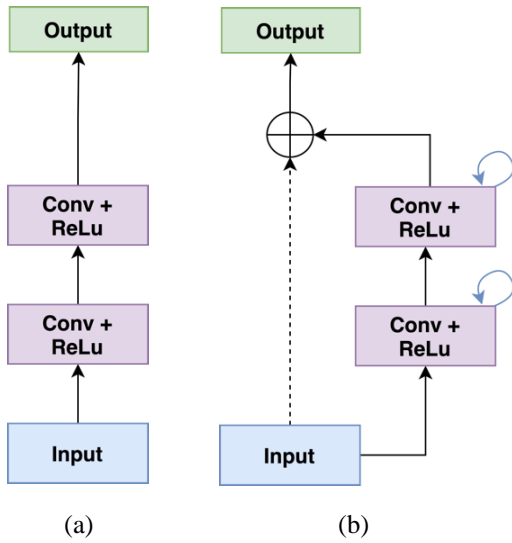 Output
Conv +
ReLu
Conv +
ReLu
Input
(a)
Output
Conv +
ReLu
Conv +
ReLu
Input
(b)